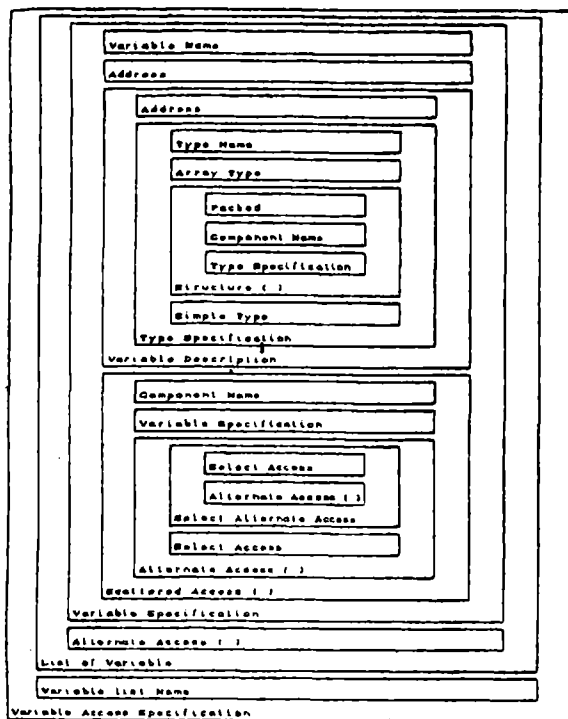 Variable Name
Address
Address
Type Name
Array Type
Packed
Component Name
Type Specification
Structure ( )
Simple Type
Type Specification
Variable Description
Component Name
Variable Specification
Select Access
Alternate Access ( )
Select Alternate Access
Select Access
Alternate Access ( )
Scattered Access ( )
Variable Specification
Alternate Access ( )
List of Variable
Variable list Name
Variable Access Specification